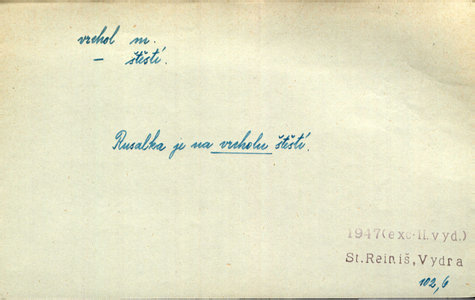 vrchol m.
– štěstí.
Rusalka je na vrcholu štěstí.
1947(exc.II.vyd.)
St.Reiniš,Vydra
102,6